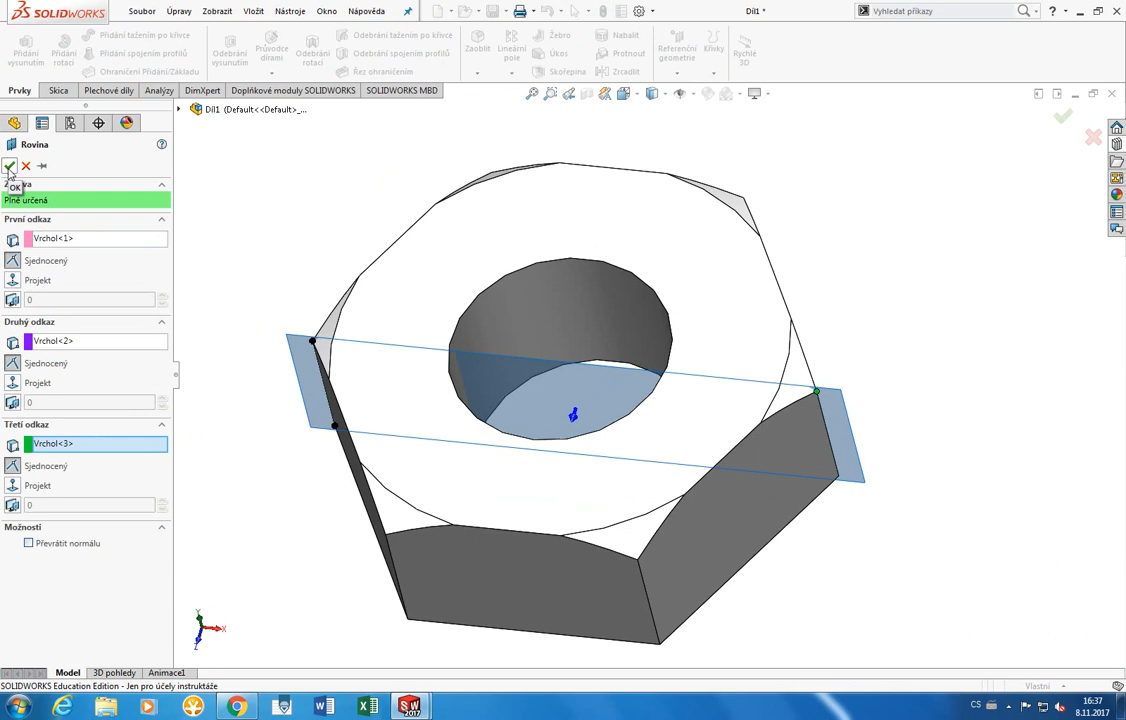 SOLIDWORKS
Soubor
Úpravy
Zobrazit
Vložit
Nástroje
Okno
Nápověda
Díl1 *
Vyhledat příkazy
Přidání vysunutím
Přidání rotací
Přidání tažením po křivce
Přidání spojením profilů
Ohraničení Přidání/Základu
Odebrání vysunutím
Průvodce dírami
Odebrání rotací
Odebrání tažením po křivce
Odebrání spojením profilů
Řez ohraničením
Zaoblit
Lineární pole
Žebro
Úkos
Skořepina
Nabalit
Protnout
Zrcadlit
Referenční geometrie
Křivky
Rychlé 3D
Prvky
Skica
Plechové díly
Analýzy
DimXpert
Doplňkové moduly SOLIDWORKS
SOLIDWORKS MBD
Díl1 (Default<<Default>_...
Rovina
OK
Plně určená
První odkaz
Vrchol<1>
Sjednocený
Projekt
0
Druhý odkaz
Vrchol<2>
Sjednocený
Projekt
0
Třetí odkaz
Vrchol<3>
Sjednocený
Projekt
0
Možnosti
Převrátit normálu
Y
X
Z
Model
3D pohledy
Animace1
SOLIDWORKS Education Edition - Jen pro účely instruktáže
Vlastní
CS
16:37
8.11.2017
SW
2017